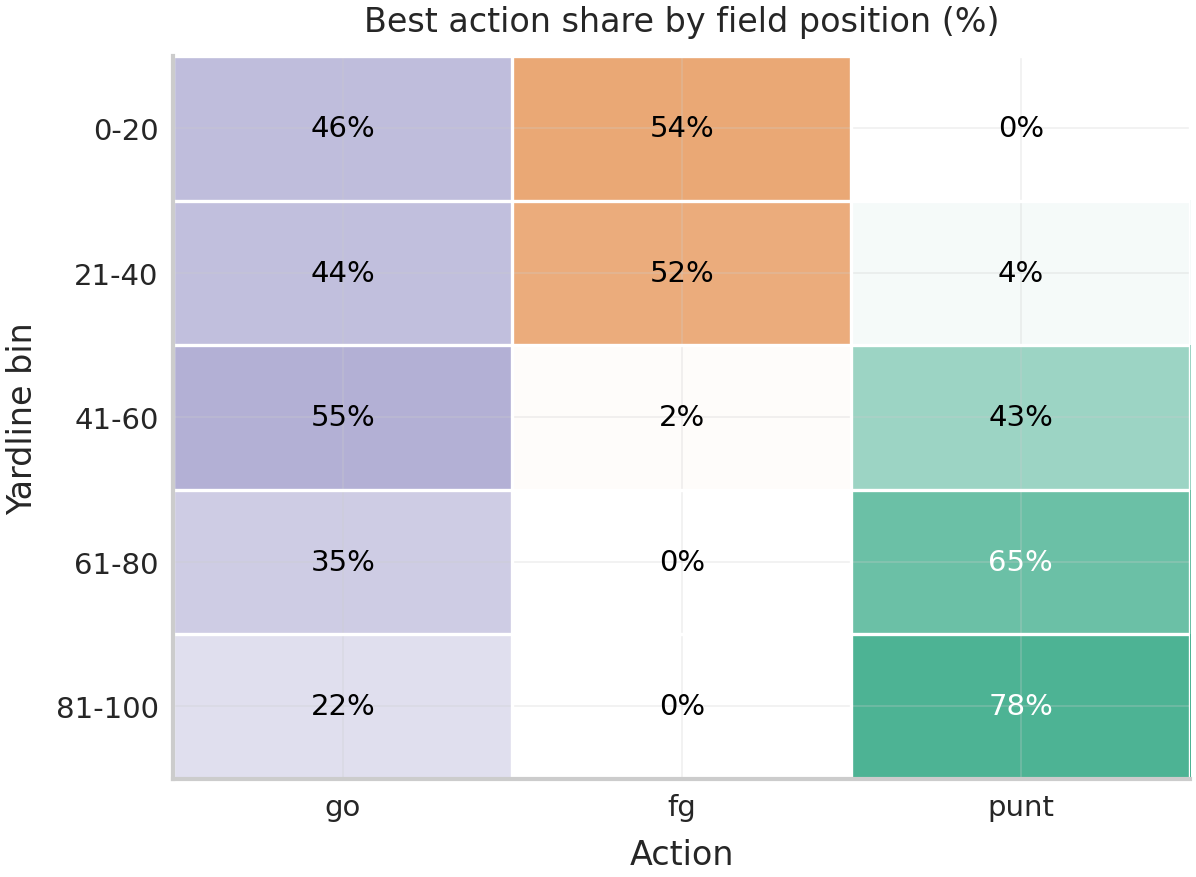 Best action share by field position (%)
Yardline bin
0-20 46% 54% 0%
21-40 44% 52% 4%
41-60 55% 2% 43%
61-80 35% 0% 65%
81-100 22% 0% 78%
go fg punt
Action